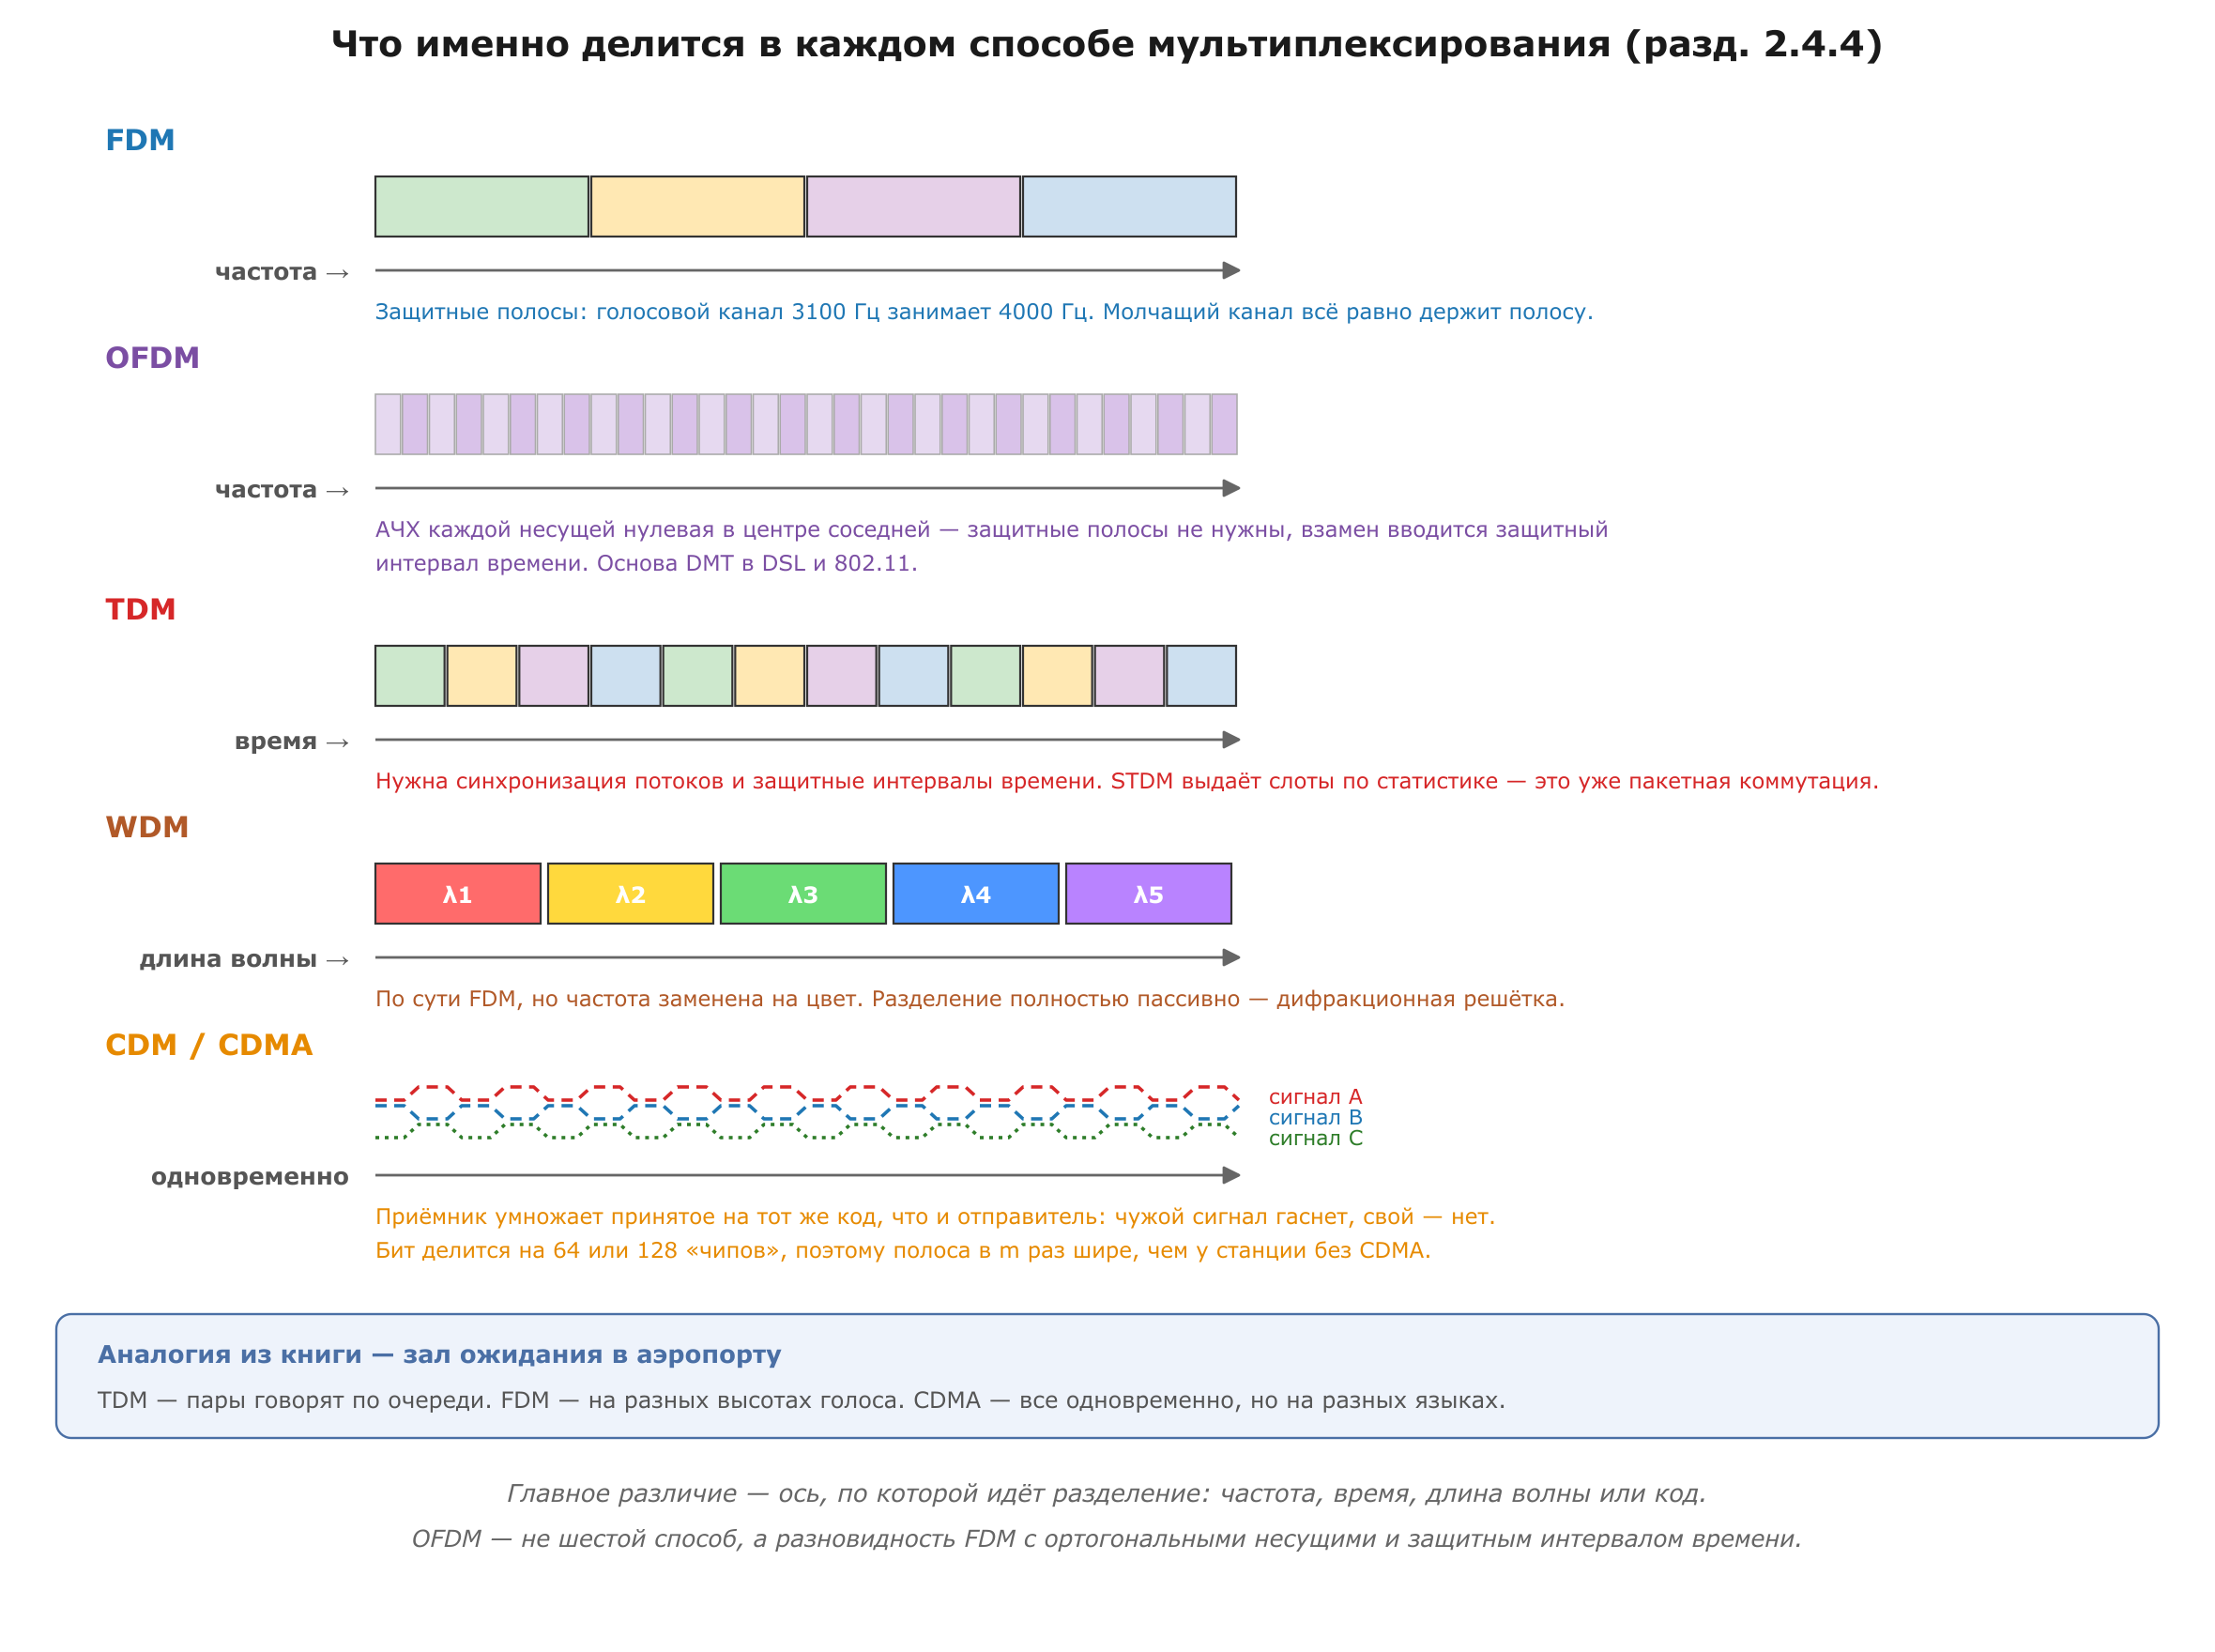 Что именно делится в каждом способе мультиплексирования (разд. 2.4.4)
FDM
частота →
Защитные полосы: голосовой канал 3100 Гц занимает 4000 Гц. Молчащий канал всё равно держит полосу.
OFDM
частота →
АЧХ каждой несущей нулевая в центре соседней — защитные полосы не нужны, взамен вводится защитный
интервал времени. Основа DMT в DSL и 802.11.
TDM
время →
Нужна синхронизация потоков и защитные интервалы времени. STDM выдаёт слоты по статистике — это уже пакетная коммутация.
WDM
λ1 λ2 λ3 λ4 λ5
длина волны →
По сути FDM, но частота заменена на цвет. Разделение полностью пассивно — дифракционная решётка.
CDM / CDMA
сигнал A
сигнал B
сигнал C
одновременно
Приёмник умножает принятое на тот же код, что и отправитель: чужой сигнал гаснет, свой — нет.
Бит делится на 64 или 128 «чипов», поэтому полоса в m раз шире, чем у станции без CDMA.
Аналогия из книги — зал ожидания в аэропорту
TDM — пары говорят по очереди. FDM — на разных высотах голоса. CDMA — все одновременно, но на разных языках.
Главное различие — ось, по которой идёт разделение: частота, время, длина волны или код.
OFDM — не шестой способ, а разновидность FDM с ортогональными несущими и защитным интервалом времени.